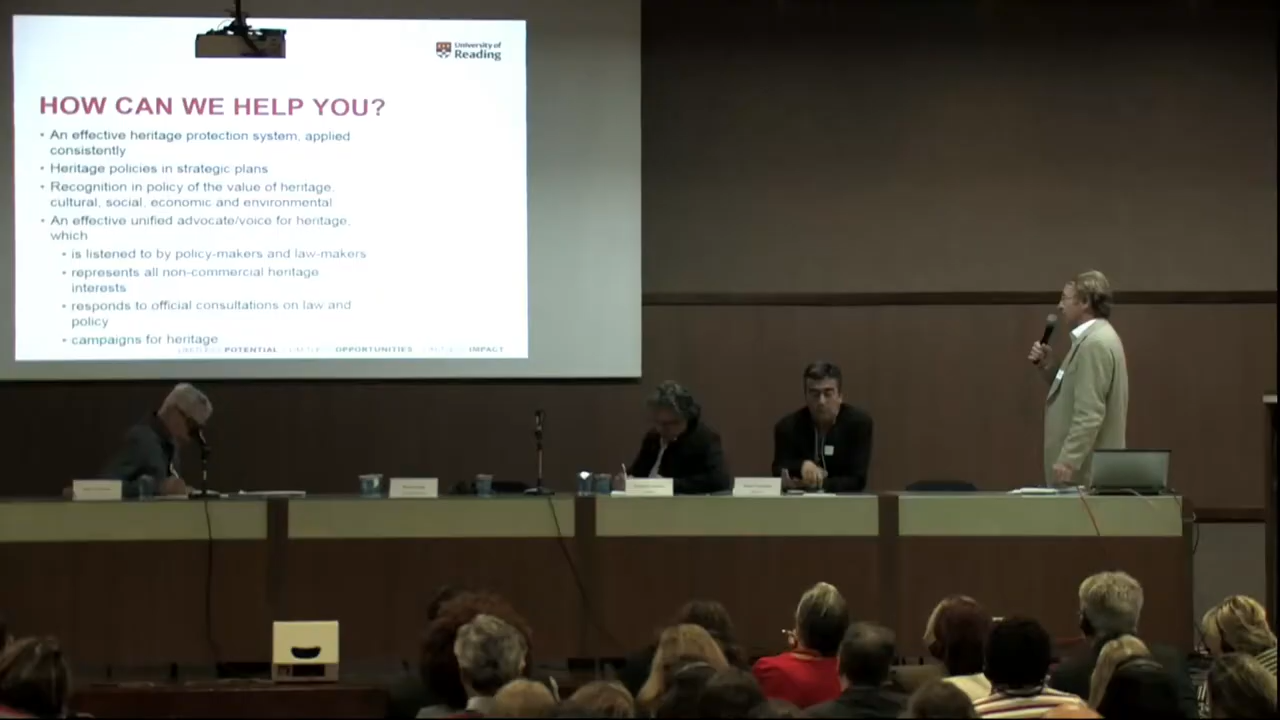 University of
Reading
HOW CAN WE HELP YOU?
• An effective heritage protection system, applied
consistently
• Heritage policies in strategic plans
• Recognition in policy of the value of heritage,
cultural, social, economic and environmental
• An effective unified advocate/voice for heritage,
which
• is listened to by policy-makers and law-makers
• represents all non-commercial heritage
interests
• responds to official consultations on law and
policy
• campaigns for heritage
POTENTIAL OPPORTUNITIES IMPACT